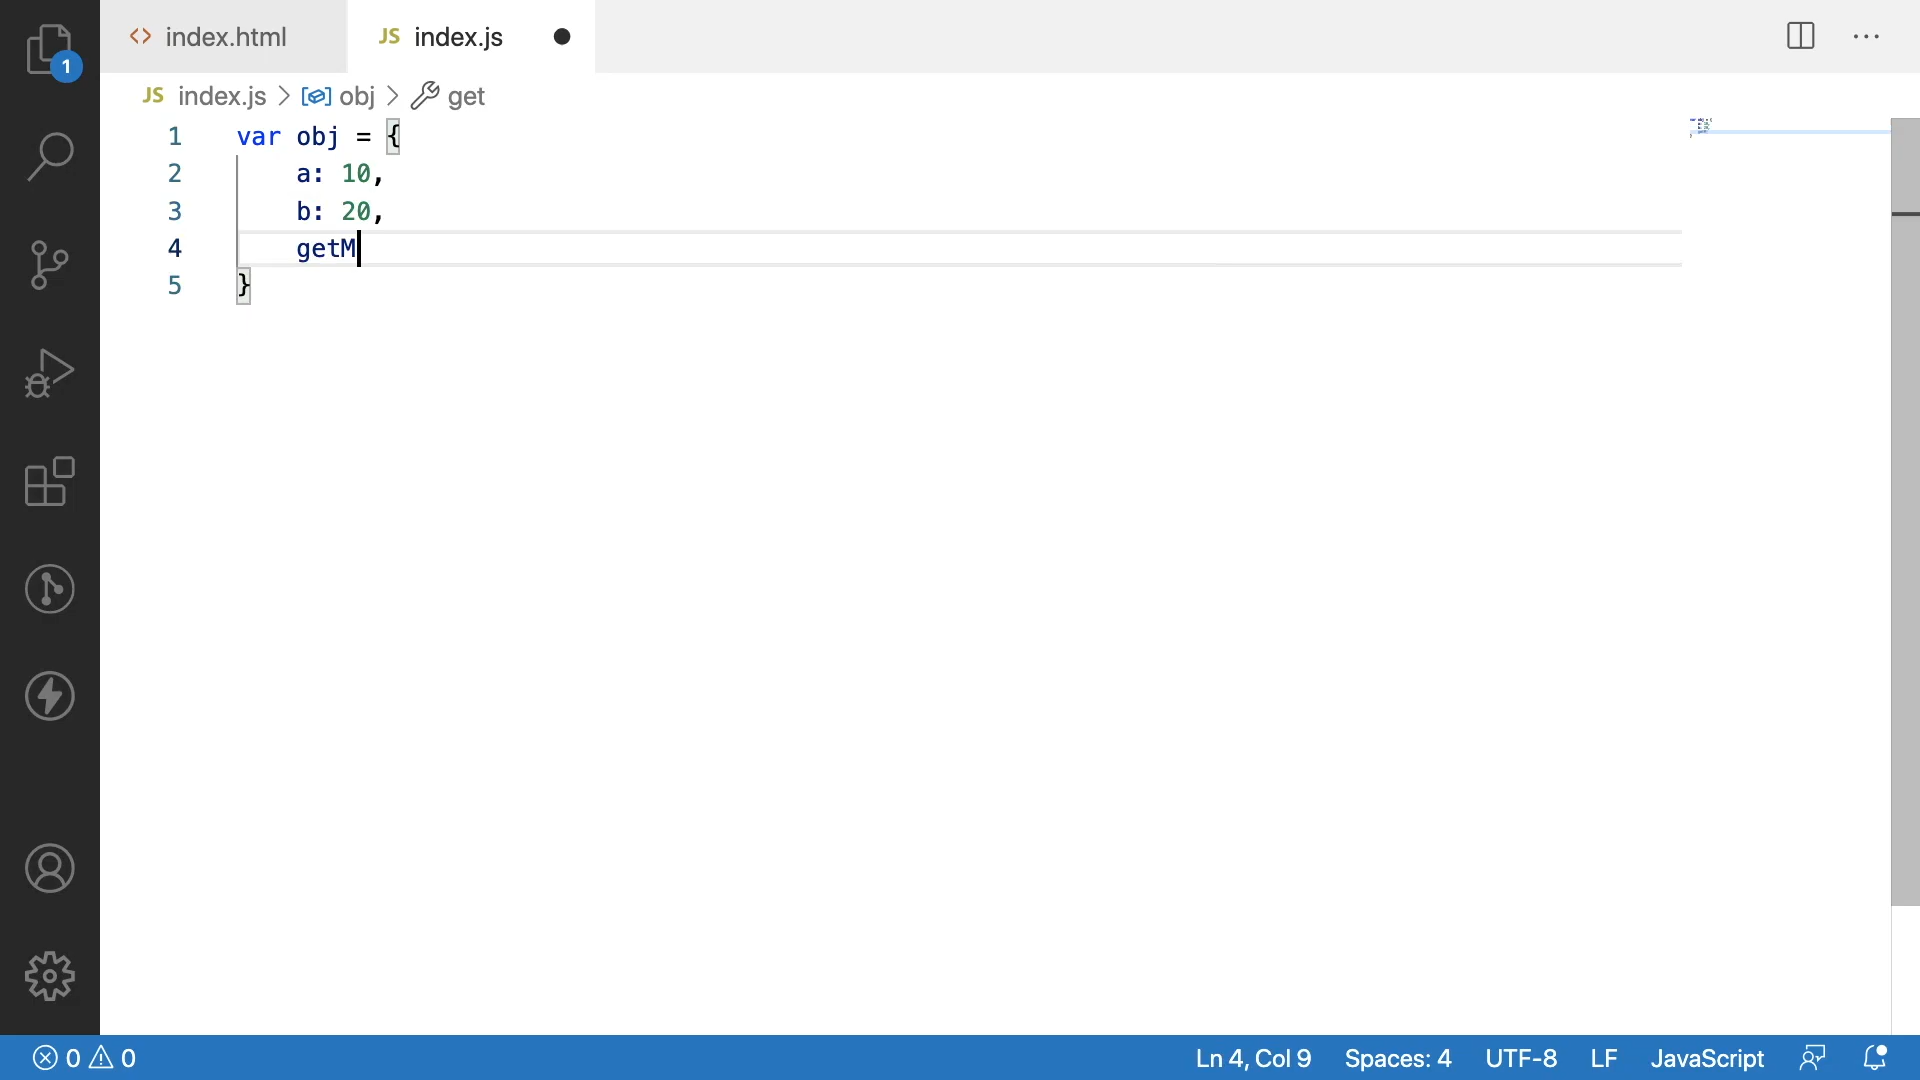 <> index.html
JS index.js
1
JS index.js > obj > get
1 var obj = {
2 a: 10,
3 b: 20,
4 getM
5 }
0 0
Ln 4, Col 9
Spaces: 4
UTF-8
LF
JavaScript